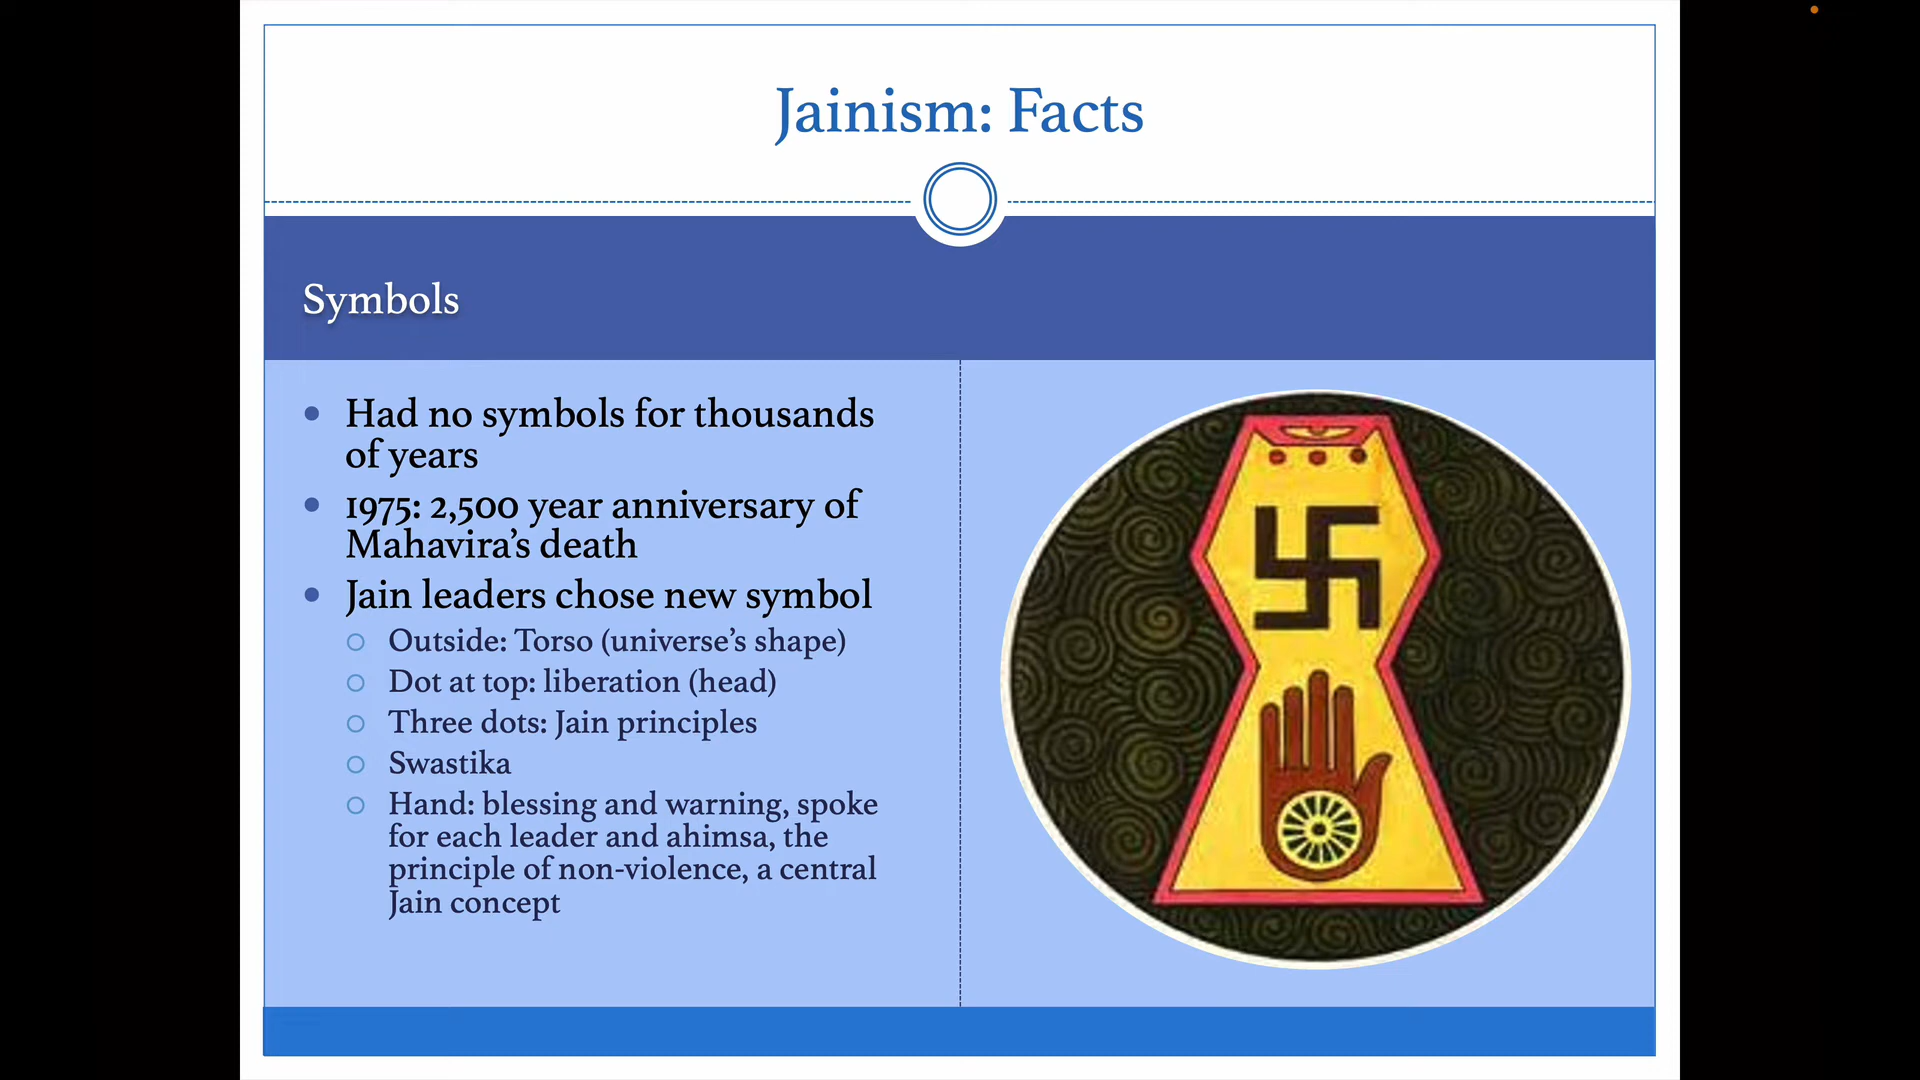 Jainism: Facts
Symbols
Had no symbols for thousands
of years
1975: 2,500 year anniversary of
Mahavira's death
Jain leaders chose new symbol
Outside: Torso (universe's shape)
Dot at top: liberation (head)
Three dots: Jain principles
Swastika
Hand: blessing and warning, spoke
for each leader and ahimsa, the
principle of non-violence, a central
Jain concept